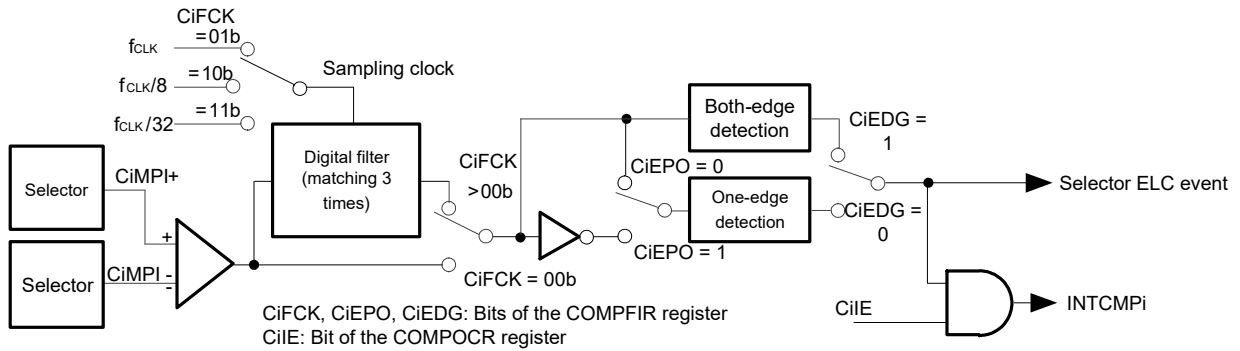 CiFCK
=01b
fCLK
Sampling clock
=10b
fCLK/8
=11b
fCLK/32
Both-edge
detection
CiEDG =
1
Digital filter
(matching 3
times)
CiFCK
>00b
CiEPO = 0
Selector
CiMPI+
One-edge
detection
Selector ELC event
CiEDG =
0
+
CiEPO = 1
Selector
CiMPI -
-
CiFCK = 00b
CiFCK, CiEPO, CiEDG: Bits of the COMPFIR register
CiIE: Bit of the COMPOCR register
CiIE
INTCMPi